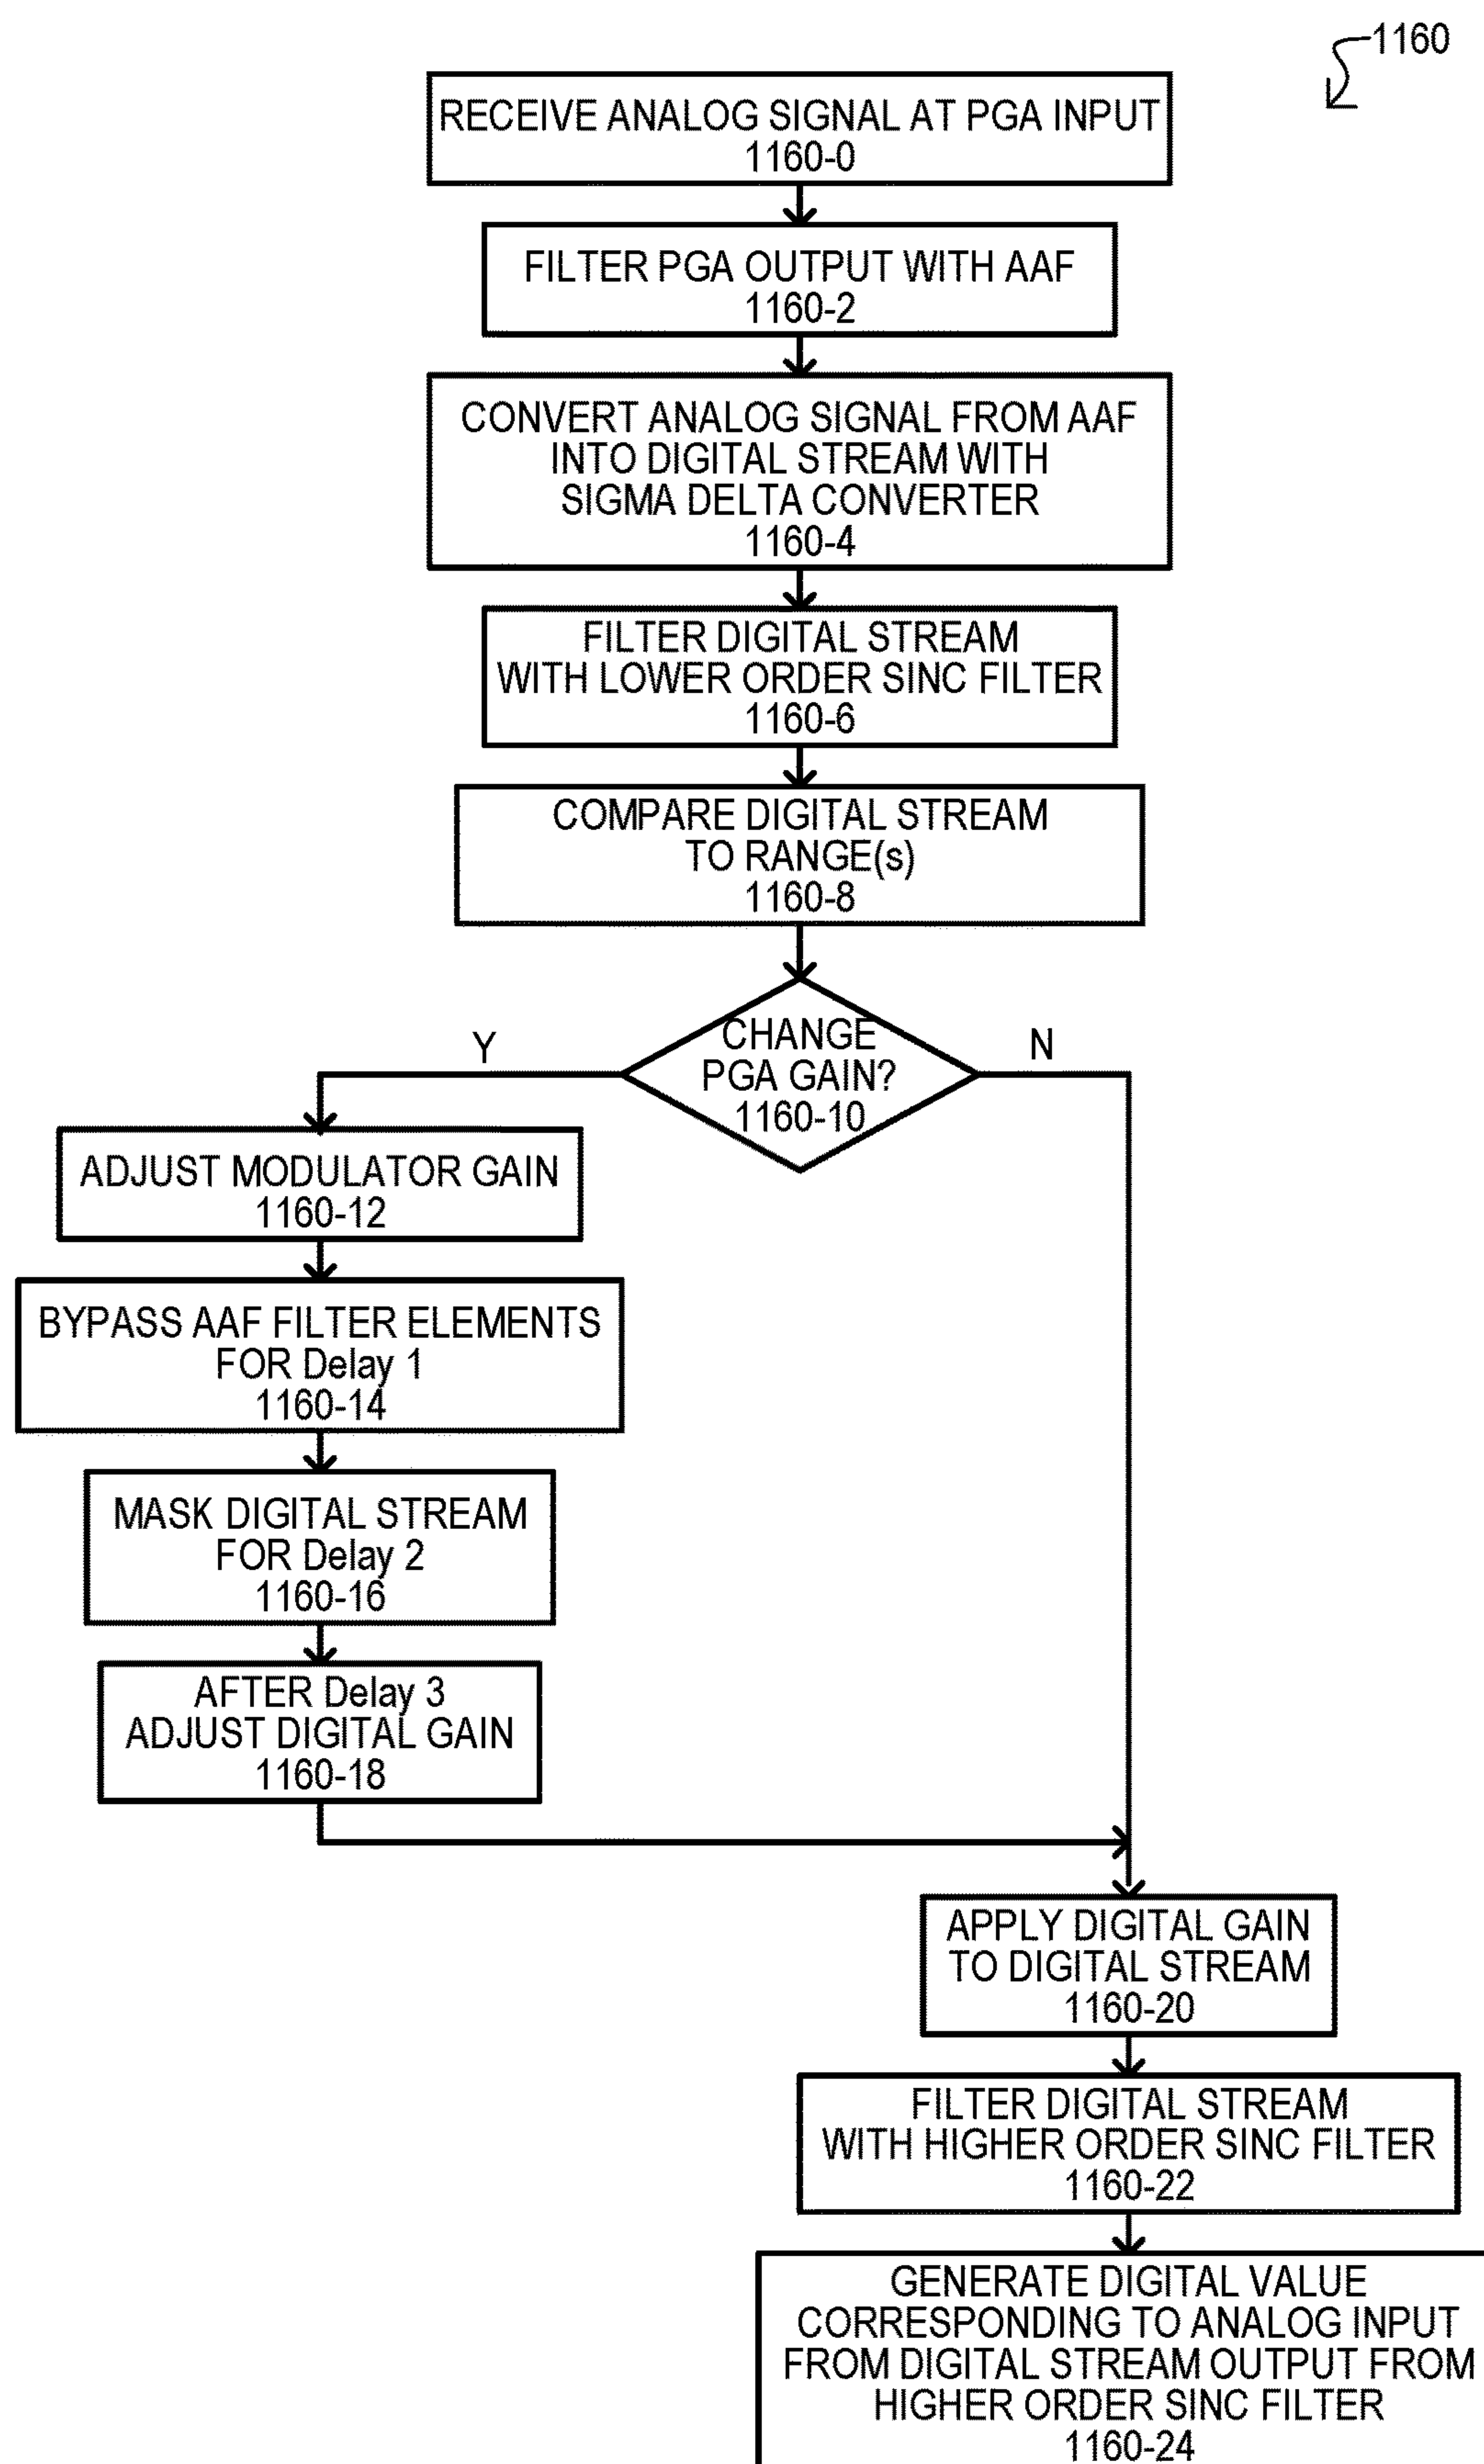 1160
RECEIVE ANALOG SIGNAL AT PGA INPUT
1160-0
FILTER PGA OUTPUT WITH AAF
1160-2
CONVERT ANALOG SIGNAL FROM AAF
INTO DIGITAL STREAM WITH
SIGMA DELTA CONVERTER
1160-4
FILTER DIGITAL STREAM
WITH LOWER ORDER SINC FILTER
1160-6
COMPARE DIGITAL STREAM
TO RANGE(s)
1160-8
CHANGE
PGA GAIN?
1160-10
Y
N
ADJUST MODULATOR GAIN
1160-12
BYPASS AAF FILTER ELEMENTS
FOR Delay 1
1160-14
MASK DIGITAL STREAM
FOR Delay 2
1160-16
AFTER Delay 3
ADJUST DIGITAL GAIN
1160-18
APPLY DIGITAL GAIN
TO DIGITAL STREAM
1160-20
FILTER DIGITAL STREAM
WITH HIGHER ORDER SINC FILTER
1160-22
GENERATE DIGITAL VALUE
CORRESPONDING TO ANALOG INPUT
FROM DIGITAL STREAM OUTPUT FROM
HIGHER ORDER SINC FILTER
1160-24